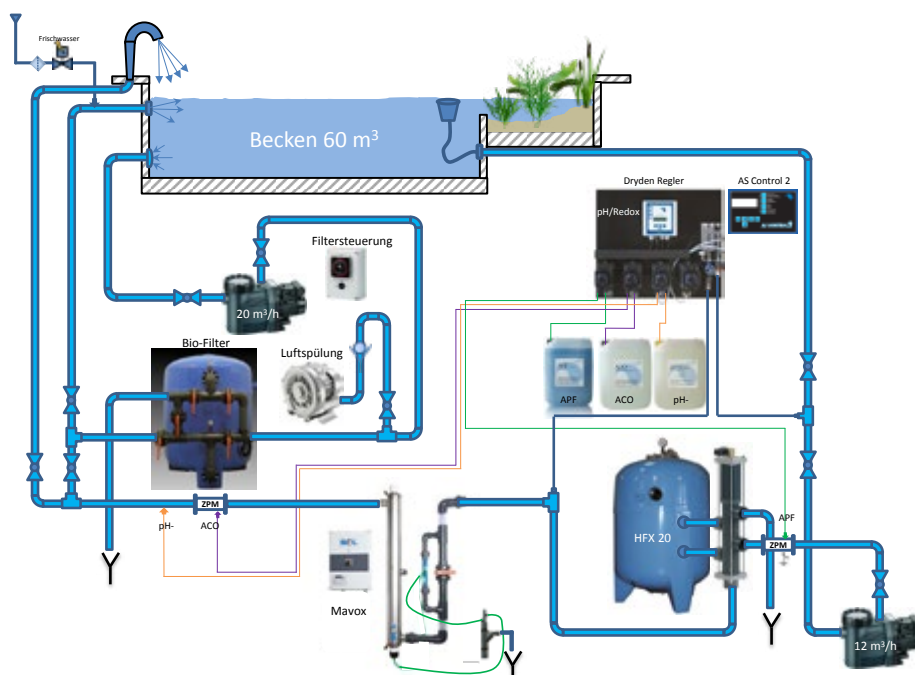 Frischwasser
Becken 60 m³
Dryden Regler
AS Control 2
pH/Redox
Filtersteuerung
20 m³/h
Bio-Filter
Luftspülung
APF
ACO
pH-
ZPM
pH-
ACO
Mavox
HFX 20
APF
ZPM
12 m³/h